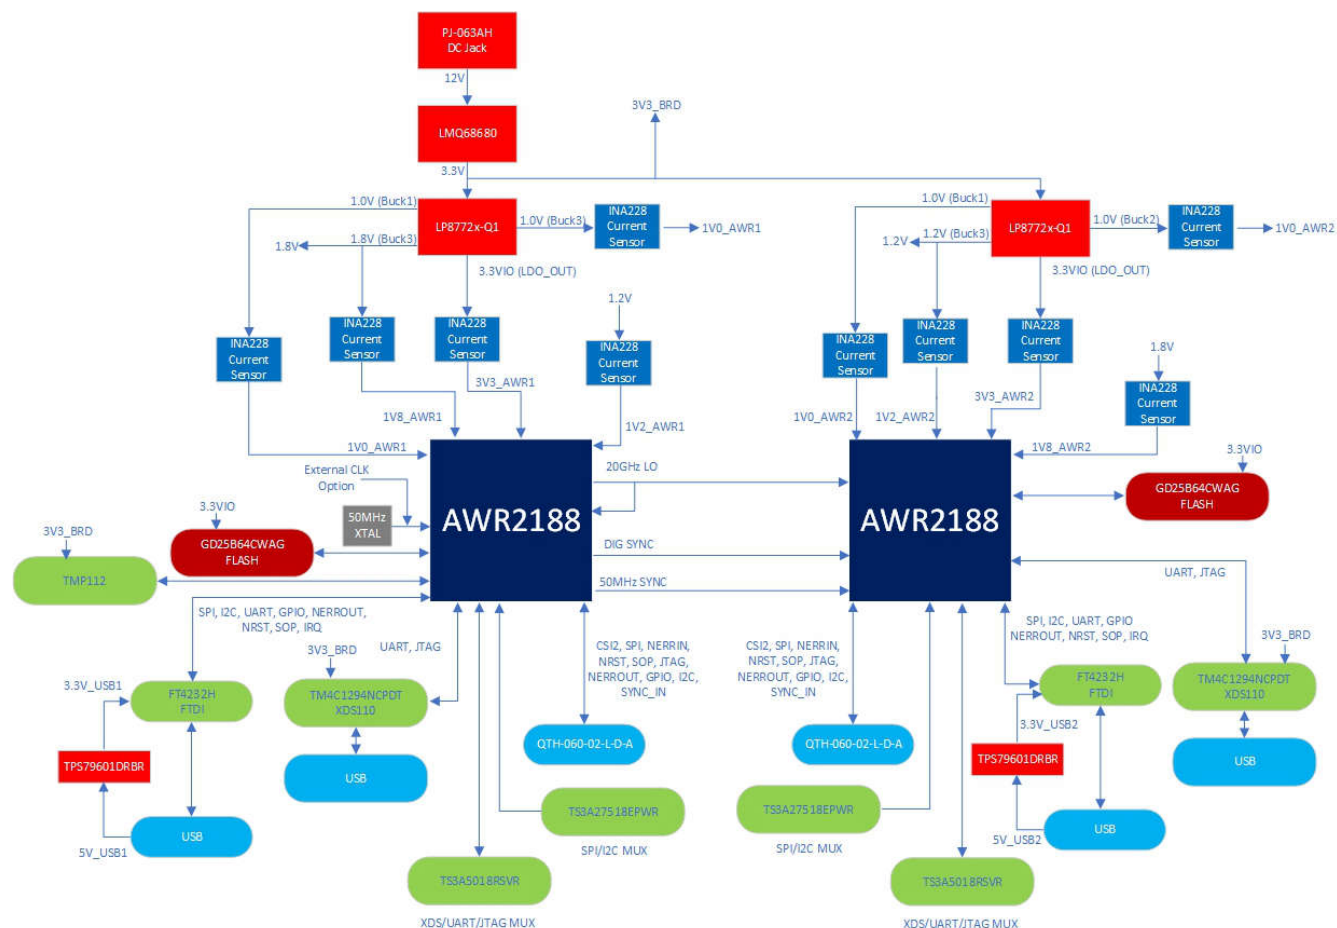 PJ-063AH
DC Jack
12V
3V3_BRD
LMQ68680
3.3V
1.0V (Buck1)
LP8772x-Q1
1.0V (Buck3)
INA228
Current
Sensor
1V0_AWR1
1.8V
1.8V (Buck3)
3.3VIO (LDO_OUT)
1.0V (Buck1)
LP8772x-Q1
1.0V (Buck2)
INA228
Current
Sensor
1V0_AWR2
1.2V
1.2V (Buck3)
3.3VIO (LDO_OUT)
INA228
Current
Sensor
INA228
Current
Sensor
INA228
Current
Sensor
1.2V
INA228
Current
Sensor
INA228
Current
Sensor
INA228
Current
Sensor
INA228
Current
Sensor
1.8V
INA228
Current
Sensor
3V3_AWR1
1V8_AWR1
1V2_AWR1
1V0_AWR1
3V3_AWR2
1V0_AWR2
1V2_AWR2
1V8_AWR2
External CLK
Option
20GHz LO
3.3VIO
GD25B64CWAG
FLASH
50MHz
XTAL
AWR2188
AWR2188
3.3VIO
GD25B64CWAG
FLASH
3V3_BRD
TMP112
DIG SYNC
50MHz SYNC
UART, JTAG
SPI, I2C, UART, GPIO, NERROUT,
NRST, SOP, IRQ
UART, JTAG
CSI2, SPI, NERRIN,
NRST, SOP, JTAG,
NERROUT, GPIO, I2C,
SYNC_IN
CSI2, SPI, NERRIN,
NRST, SOP, JTAG,
NERROUT, GPIO, I2C,
SYNC_IN
SPI, I2C, UART, GPIO
NERROUT, NRST, SOP, IRQ
3V3_BRD
3V3_BRD
3.3V_USB1
FT4232H
FTDI
TM4C1294NCPDT
XDS110
FT4232H
FTDI
TM4C1294NCPDT
XDS110
3.3V_USB2
TPS79601DRBR
USB
QTH-060-02-L-D-A
QTH-060-02-L-D-A
TPS79601DRBR
USB
5V_USB1
USB
TS3A27518EPWR
SPI/I2C MUX
TS3A27518EPWR
SPI/I2C MUX
5V_USB2
USB
TS3A5018RSVR
XDS/UART/JTAG MUX
TS3A5018RSVR
XDS/UART/JTAG MUX